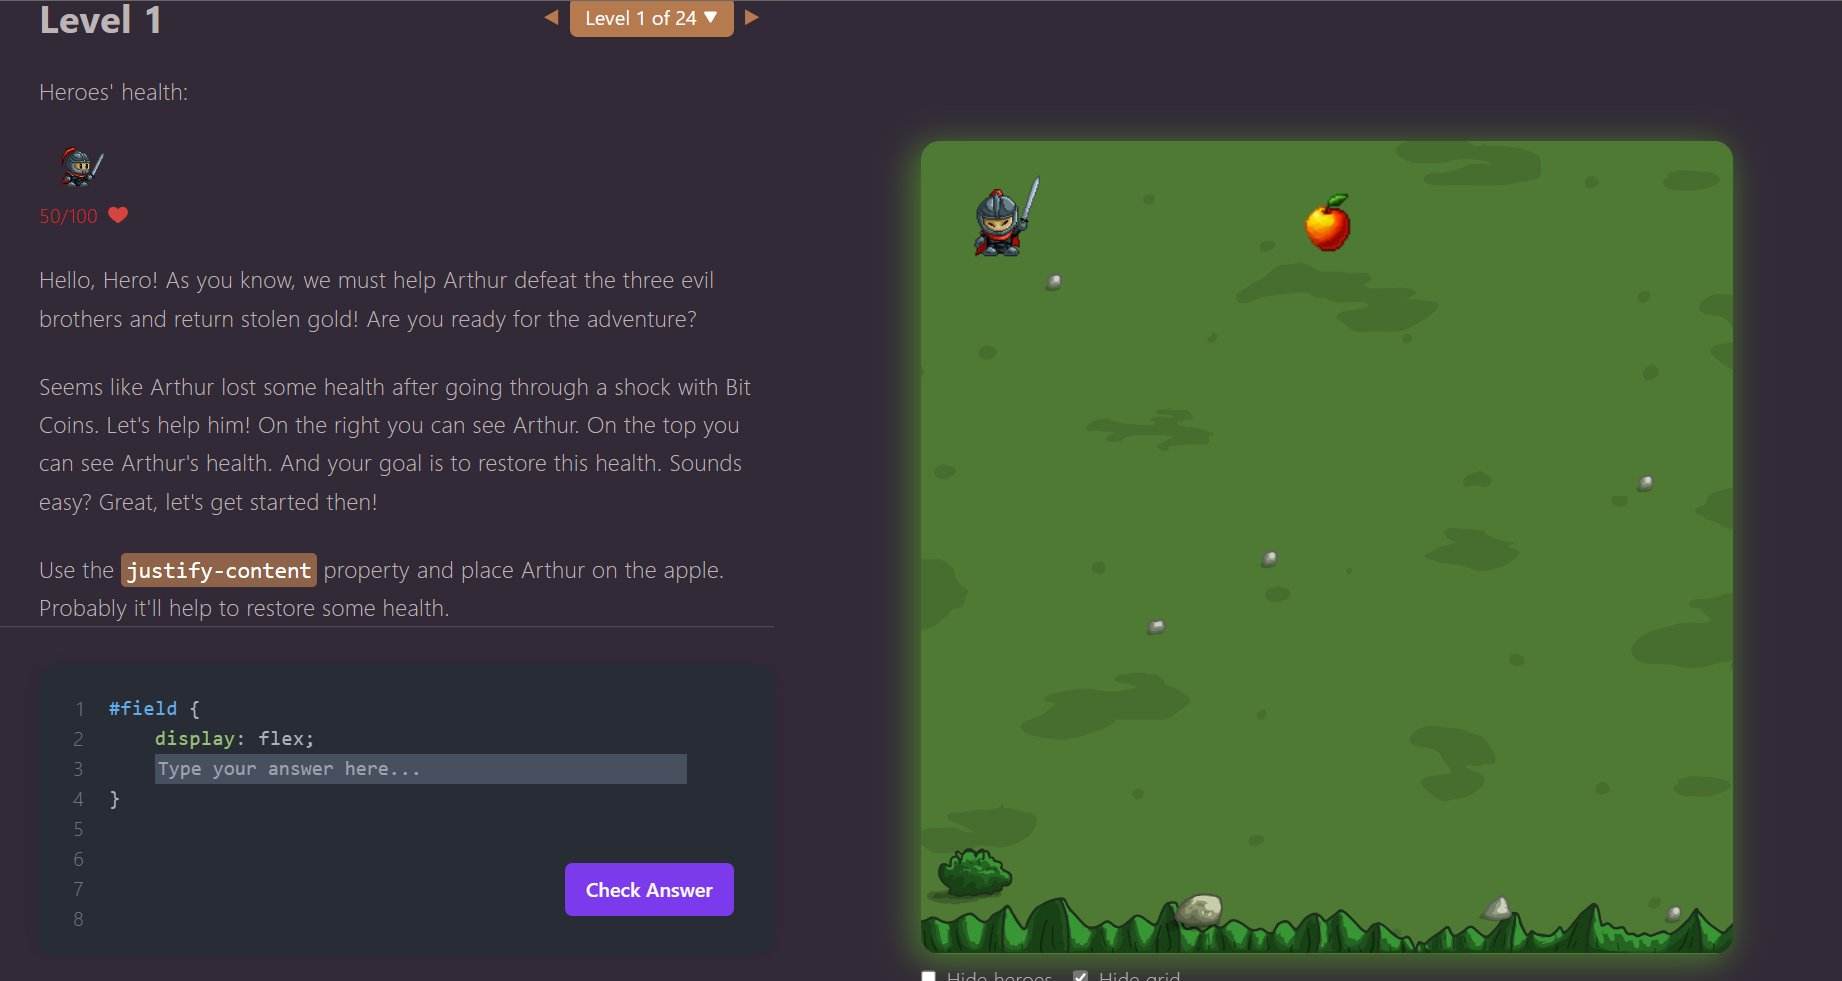 Level 1
Level 1 of 24 ▼
Heroes' health:
50/100
Hello, Hero! As you know, we must help Arthur defeat the three evil
brothers and return stolen gold! Are you ready for the adventure?
Seems like Arthur lost some health after going through a shock with Bit
Coins. Let's help him! On the right you can see Arthur. On the top you
can see Arthur's health. And your goal is to restore this health. Sounds
easy? Great, let's get started then!
Use the justify-content property and place Arthur on the apple.
Probably it'll help to restore some health.
1 #field {
2 display: flex;
3 Type your answer here...
4 }
5
6
7
8
Check Answer
Hide heroes Hide grid